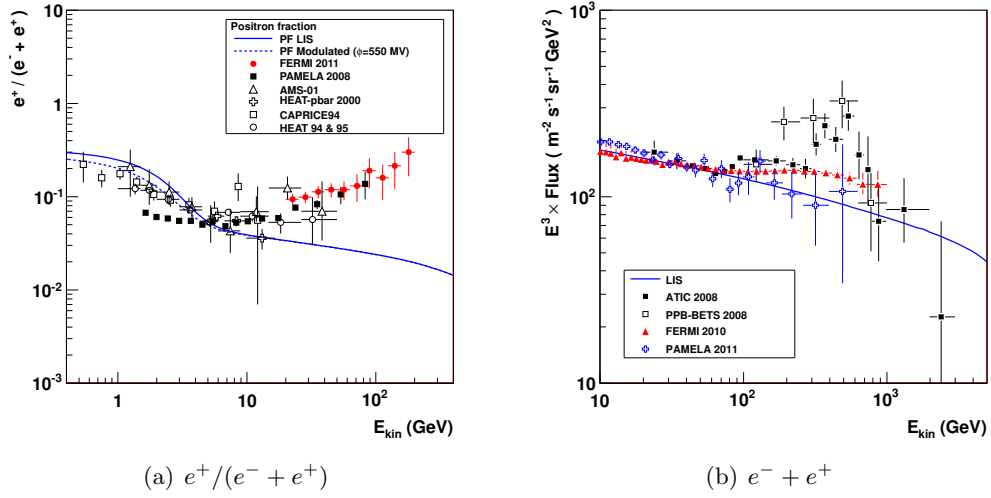 e⁺ / (e⁻ + e⁺)
10
1
10⁻¹
10⁻²
10⁻³
Positron fraction
PF LIS
PF Modulated (ϕ=550 MV)
FERMI 2011
PAMELA 2008
AMS-01
HEAT-pbar 2000
CAPRICE94
HEAT 94 & 95
1 10 10²
E_kin (GeV)
(a) e⁺/(e⁻ + e⁺)
E³ × Flux ( m⁻² s⁻¹ sr⁻¹ GeV²)
10³
10²
10
LIS
ATIC 2008
PPB-BETS 2008
FERMI 2010
PAMELA 2011
10 10² 10³
E_kin (GeV)
(b) e⁻ + e⁺